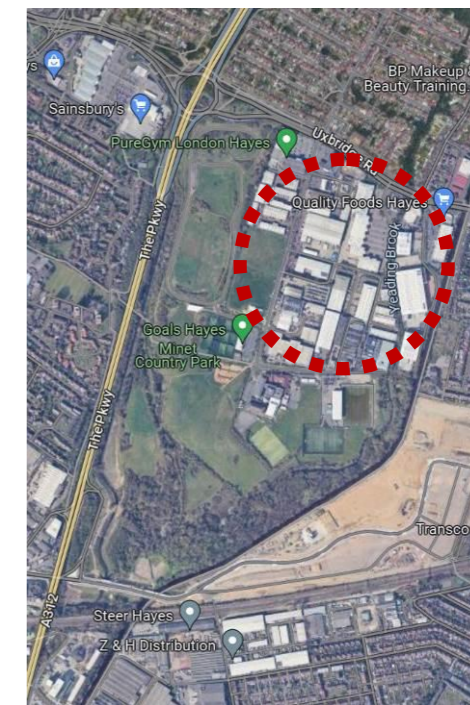 BP Makeup
Beauty Training
Sainsbury's
PureGym London Hayes
Uxbridge Rd
The Pkwy
Quality Foods Hayes
Yeading Brook
Goals Hayes
Minet
Country Park
The Pkwy
Transco
A312
Steer Hayes
Z & H Distribution